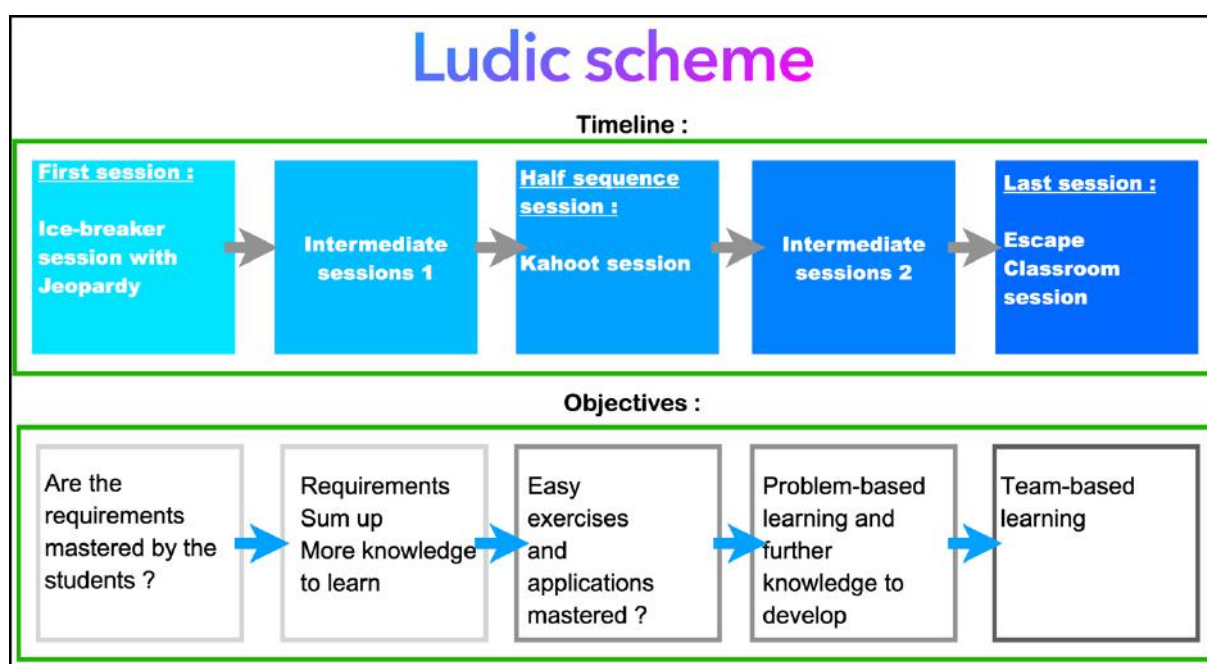 Ludic scheme
Timeline :
First session :
Ice-breaker
session with
Jeopardy
Intermediate
sessions 1
Half sequence
session :
Kahoot session
Intermediate
sessions 2
Last session :
Escape
Classroom
session
Objectives :
Are the
requirements
mastered by the
students ?
Requirements
Sum up
More knowledge
to learn
Easy
exercises
and
applications
mastered ?
Problem-based
learning and
further
knowledge to
develop
Team-based
learning